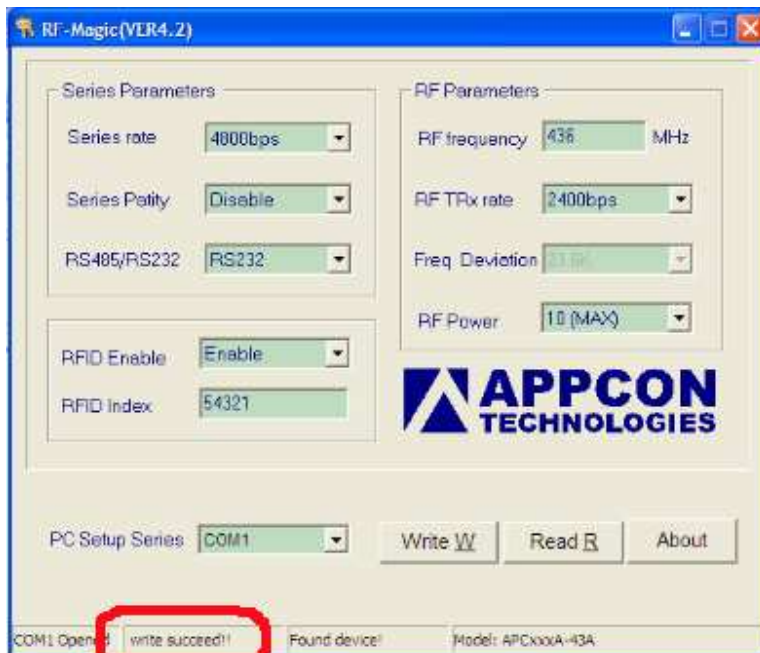 RF-Magic(VER4.2)
Series Parameters
Series rate 4800bps
Series Patity Disable
RS485/RS232 RS232
RFID Enable Enable
RFID Index 54321
RF Parameters
RF frequency 436 MHz
RF TRx rate 2400bps
Freq Deviation
RF Power 10 (MAX)
APPCON
TECHNOLOGIES
PC Setup Series COM1
Write W
Read R
About
COM1 Opened write succeed!! Found device! Model: APCxxxA-43A